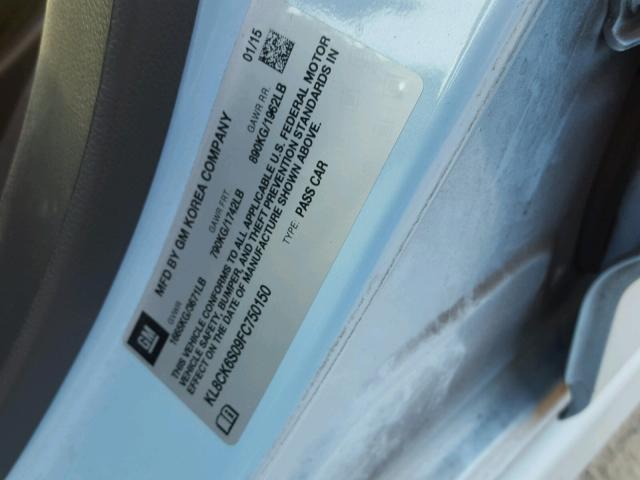 MFD BY GM KOREA COMPANY
01/15
GM
GVWR
GAWR FRT.
GAWR RR.
1665KG/3671LB
790KG/1742LB
890KG/1962LB
THIS VEHICLE CONFORMS TO ALL APPLICABLE U.S. FEDERAL MOTOR
VEHICLE SAFETY, BUMPER, AND THEFT PREVENTION STANDARDS IN
EFFECT ON THE DATE OF MANUFACTURE SHOWN ABOVE.
KL8CK6S09FC750150
TYPE: PASS CAR